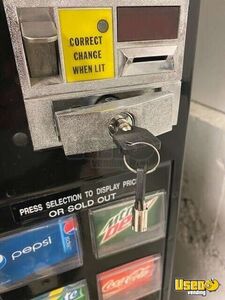 CORRECT
CHANGE
WHEN LIT
PRESS SELECTION TO DISPLAY PRICE
OR SOLD OUT
pepsi
MTN
DEW
Coca-Cola
Used
vending